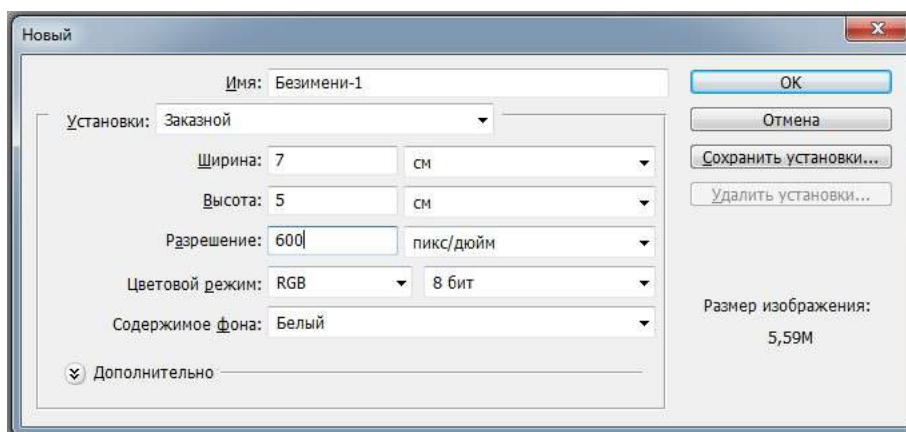 Новый
Имя: Безимени-1
OK
Установки: Заказной
Отмена
Ширина: 7 см
Сохранить установки...
Высота: 5 см
Удалить установки...
Разрешение: 600 пикс/дюйм
Цветовой режим: RGB 8 бит
Размер изображения:
Содержимое фона: Белый
5,59M
Дополнительно